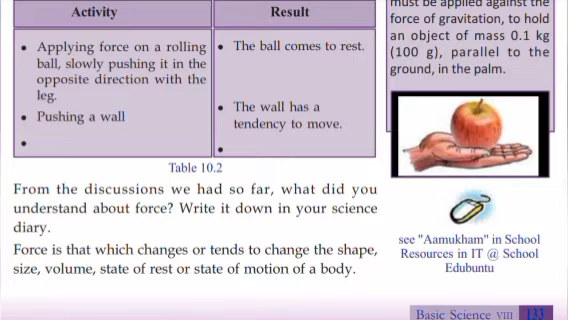 Activity
Result
• Applying force on a rolling
ball, slowly pushing it in the
opposite direction with the
leg.
• Pushing a wall
•
• The ball comes to rest.
• The wall has a
tendency to move.
•
Table 10.2
From the discussions we had so far, what did you
understand about force? Write it down in your science
diary.
Force is that which changes or tends to change the shape,
size, volume, state of rest or state of motion of a body.
must be applied against the
force of gravitation, to hold
an object of mass 0.1 kg
(100 g), parallel to the
ground, in the palm.
see "Aamukham" in School
Resources in IT @ School
Edubuntu
Basic Science VIII 133